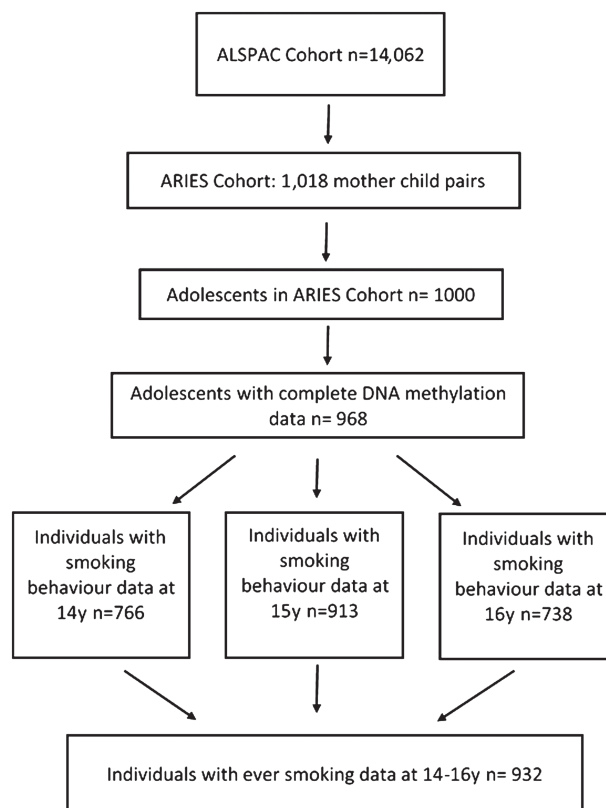 ALSPAC Cohort n=14,062
ARIES Cohort: 1,018 mother child pairs
Adolescents in ARIES Cohort n= 1000
Adolescents with complete DNA methylation
data n= 968
Individuals with
smoking
behaviour data at
14y n=766
Individuals with
smoking
behaviour data at
15y n=913
Individuals with
smoking
behaviour data at
16y n=738
Individuals with ever smoking data at 14-16y n= 932